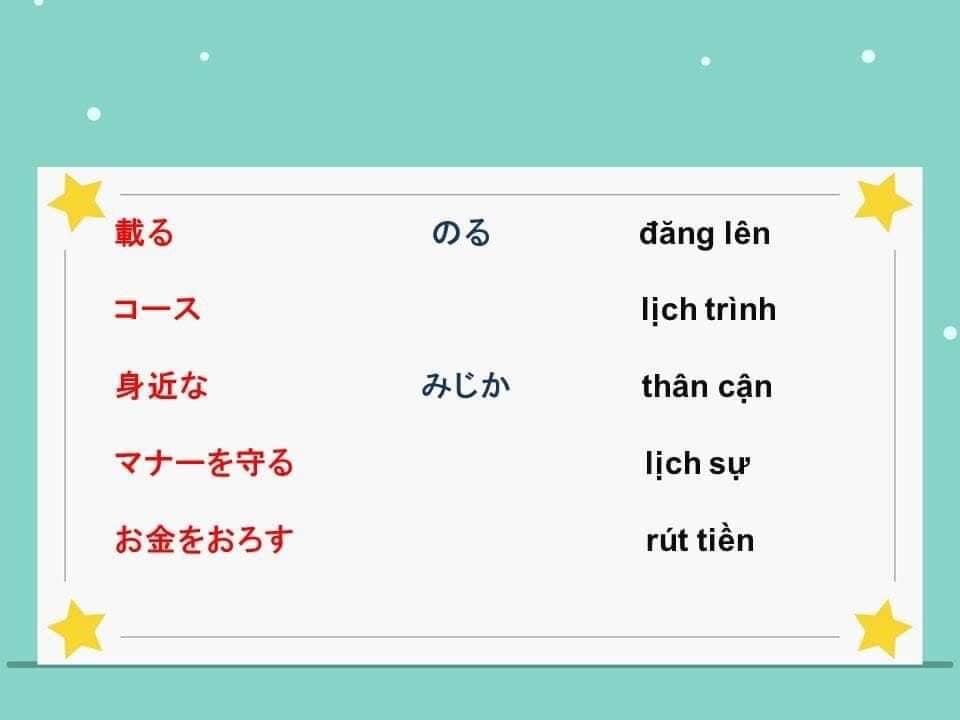 載る のる đăng lên
コース lịch trình
身近な みじか thân cận
マナーを守る lịch sự
お金をおろす rút tiền